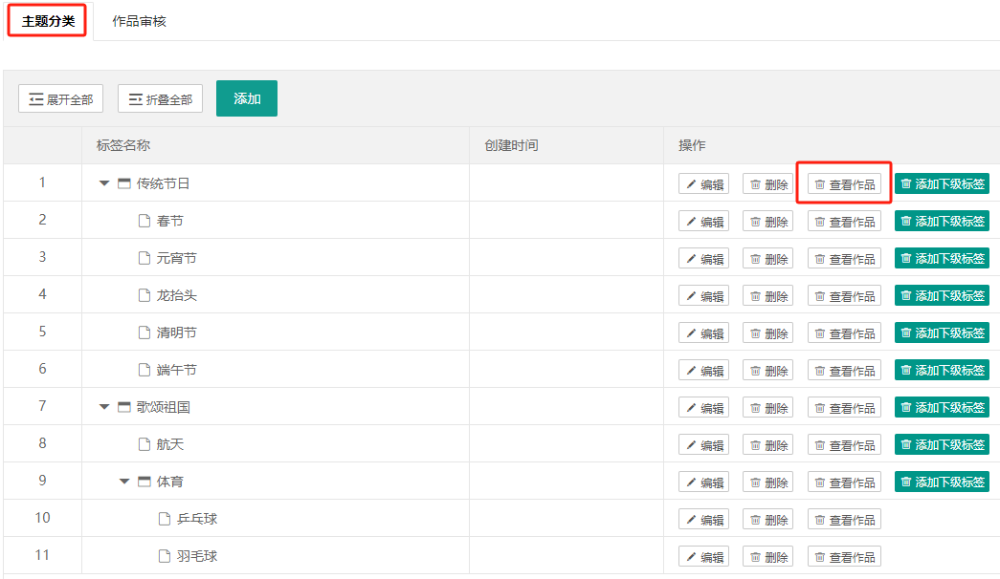 主题分类 作品审核
展开全部 折叠全部 添加
标签名称 创建时间 操作
1 传统节日 编辑 删除 查看作品 添加下级标签
2 春节 编辑 删除 查看作品 添加下级标签
3 元宵节 编辑 删除 查看作品 添加下级标签
4 龙抬头 编辑 删除 查看作品 添加下级标签
5 清明节 编辑 删除 查看作品 添加下级标签
6 端午节 编辑 删除 查看作品 添加下级标签
7 歌颂祖国 编辑 删除 查看作品 添加下级标签
8 航天 编辑 删除 查看作品 添加下级标签
9 体育 编辑 删除 查看作品 添加下级标签
10 乒乓球 编辑 删除 查看作品
11 羽毛球 编辑 删除 查看作品